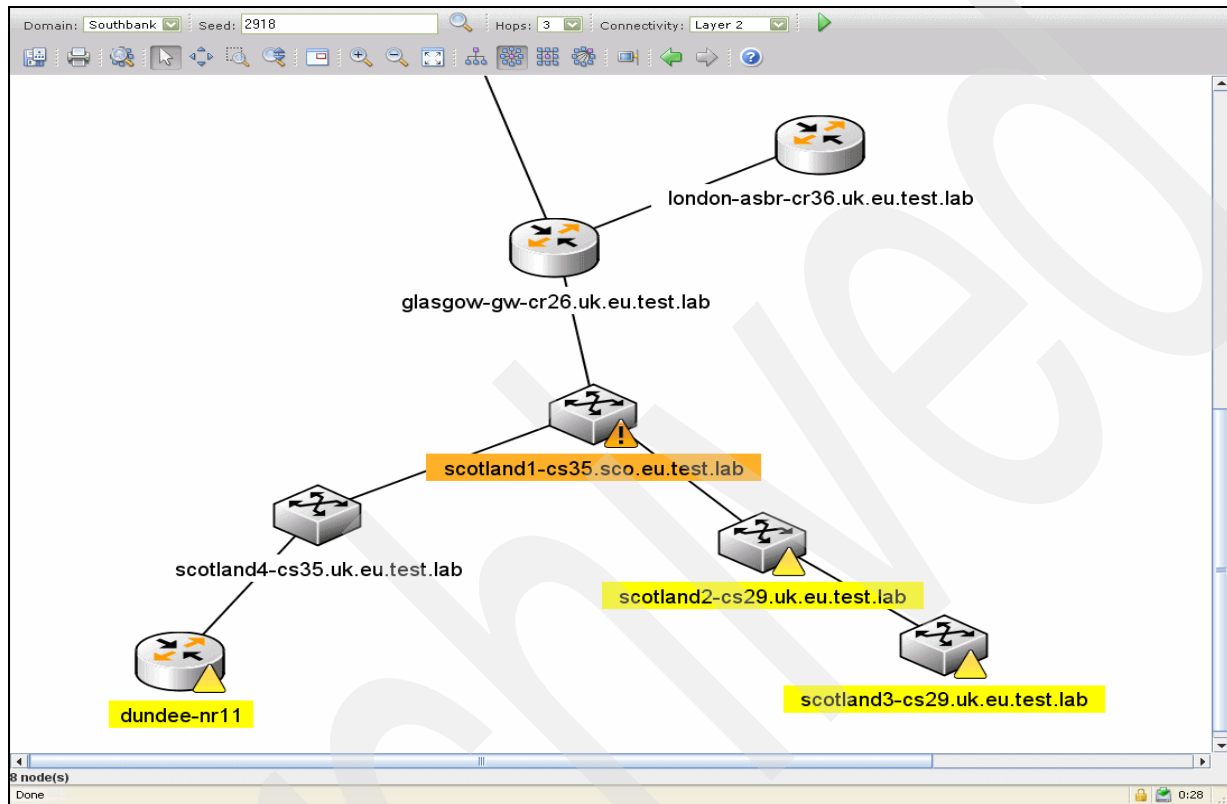 Domain: Southbank Seed: 2918 Hops: 3 Connectivity: Layer 2
london-asbr-cr36.uk.eu.test.lab
glasgow-gw-cr26.uk.eu.test.lab
scotland1-cs35.sco.eu.test.lab
scotland4-cs35.uk.eu.test.lab
scotland2-cs29.uk.eu.test.lab
scotland3-cs29.uk.eu.test.lab
dundee-nr11
8 node(s)
Done 0:28